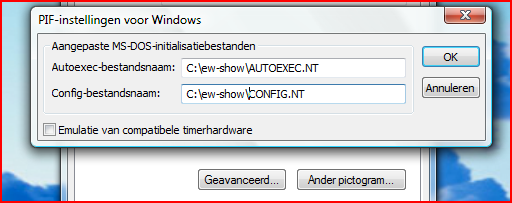 PIF-instellingen voor Windows
Aangepaste MS-DOS-initialisatiebestanden
Autoexec-bestandsnaam: C:\ew-show\AUTOEXEC.NT
Config-bestandsnaam: C:\ew-show\CONFIG.NT
OK
Annuleren
Emulatie van compatibele timerhardware
Geavanceerd... Ander pictogram...